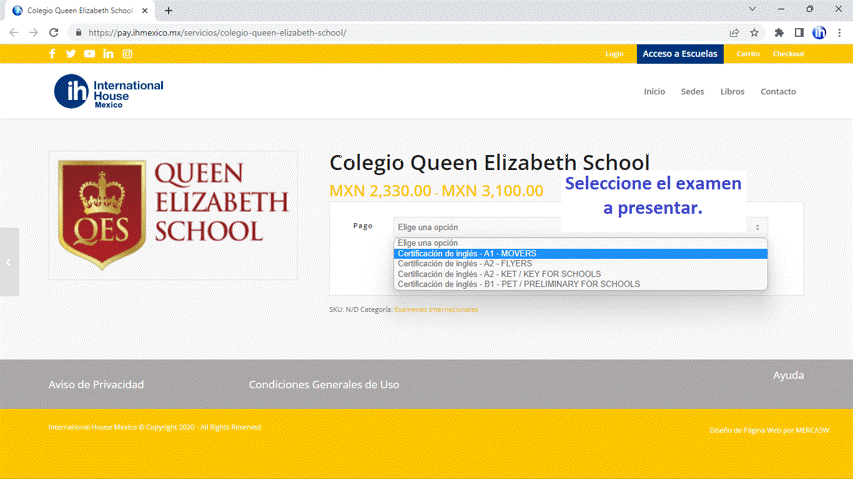 Colegio Queen Elizabeth School
https://pay.ihmexico.mx/servicios/colegio-queen-elizabeth-school/
ih
Login
Acceso a Escuelas
Carrito
Checkout
ih International
House
Mexico
Inicio
Sedes
Libros
Contacto
QES
QUEEN
ELIZABETH
SCHOOL
Colegio Queen Elizabeth School
MXN 2,330.00 - MXN 3,100.00
Seleccione el examen
a presentar.
Pago
Elige una opción
Elige una opción
Certificación de inglés - A1 - MOVERS
Certificación de inglés - A2 - FLYERS
Certificación de inglés - A2 - KET / KEY FOR SCHOOLS
Certificación de inglés - B1 - PET / PRELIMINARY FOR SCHOOLS
SKU: N/D Categoría: Examenes Internacionales
Aviso de Privacidad
Condiciones Generales de Uso
Ayuda
International House Mexico © Copyright 2020 - All Rights Reserved
Diseño de Página Web por MERCA3W